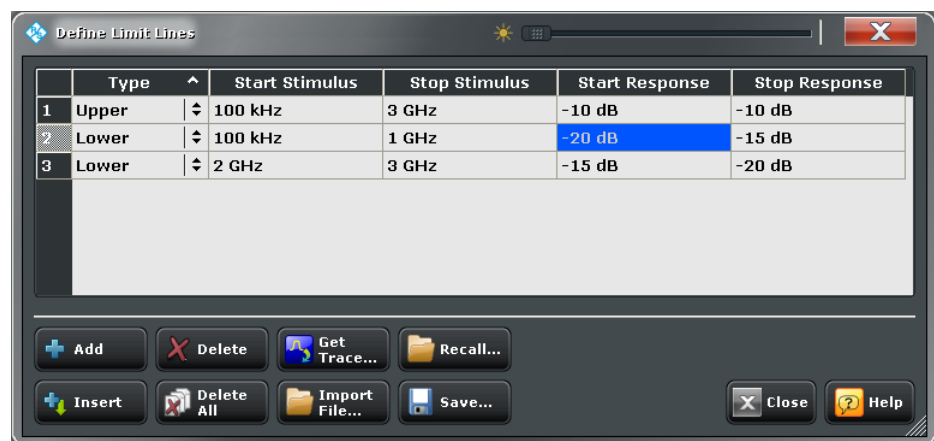 Define Limit Lines
Type Start Stimulus Stop Stimulus Start Response Stop Response
1 Upper 100 kHz 3 GHz -10 dB -10 dB
2 Lower 100 kHz 1 GHz -20 dB -15 dB
3 Lower 2 GHz 3 GHz -15 dB -20 dB
Add Delete Get Trace... Recall...
Insert Delete All Import File... Save... Close Help